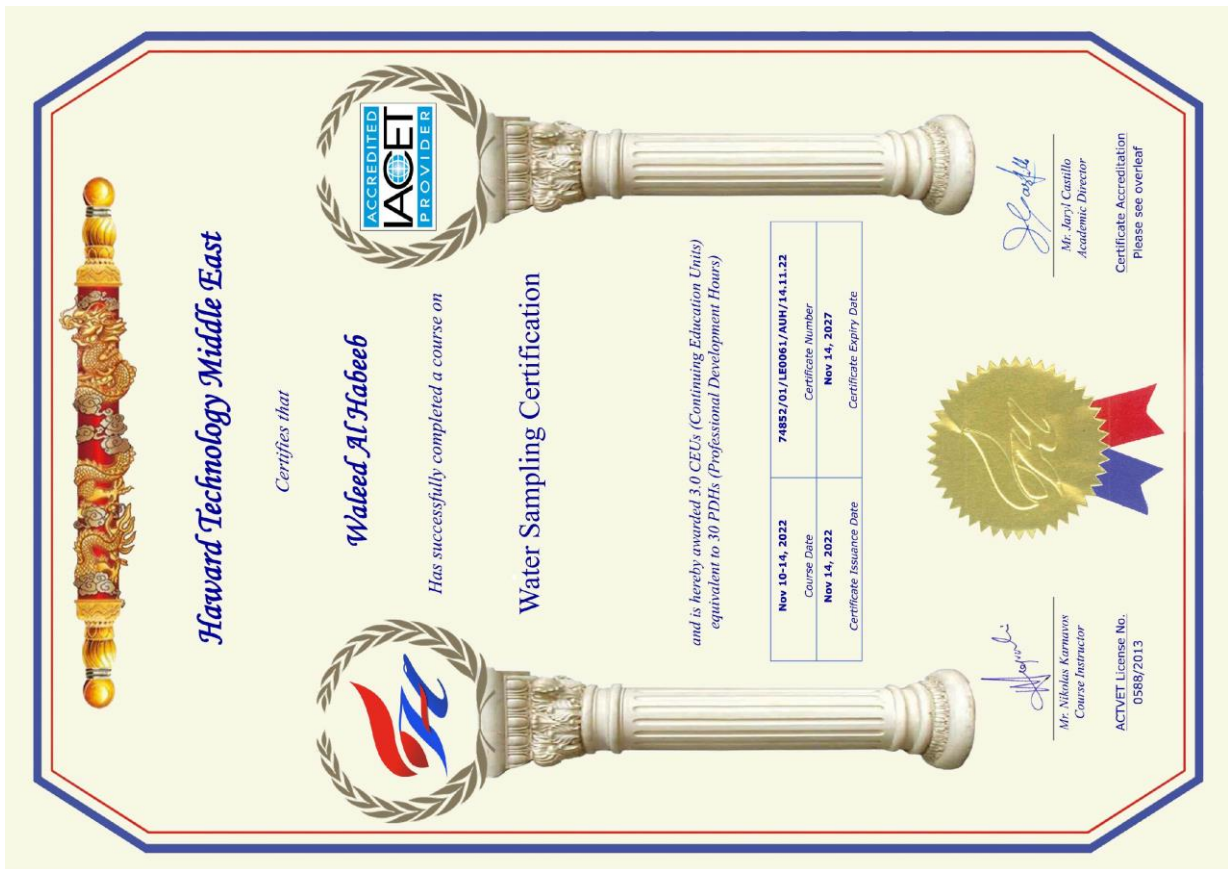 Haward Technology Middle East
Certifies that
ACCREDITED
IACET
PROVIDER
Waleed Al Habeeb
Has successfully completed a course on
Water Sampling Certification
and is hereby awarded 3.0 CEUs (Continuing Education Units)
equivalent to 30 PDHs (Professional Development Hours)
Nov 10-14, 2022 74852/01/LE0061/AUH/14.11.22
Course Date Certificate Number
Nov 14, 2022 Nov 14, 2027
Certificate Issuance Date Certificate Expiry Date
Mr. Nikolas Karnavos
Course Instructor
ACTVET License No.
0588/2013
Mr. Jaryl Castillo
Academic Director
Certificate Accreditation
Please see overleaf